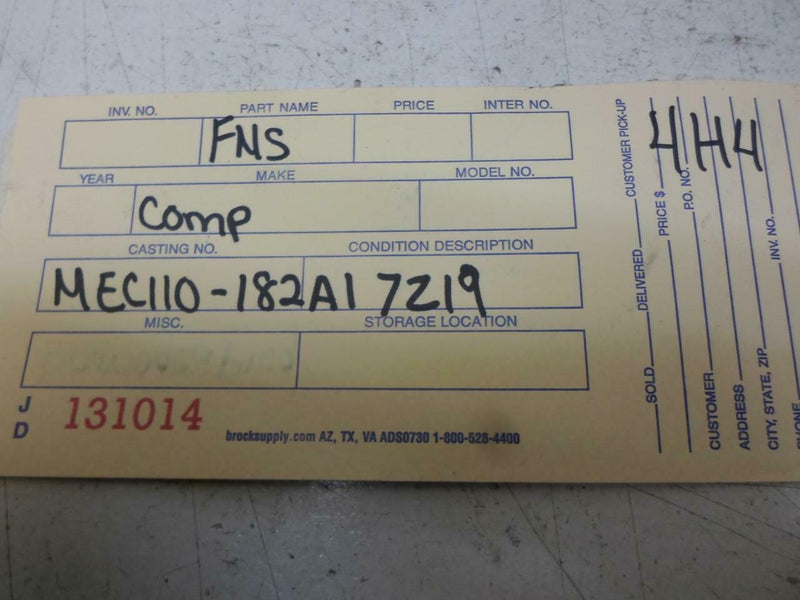 INV. NO. PART NAME PRICE INTER NO.
FNS
YEAR MAKE MODEL NO.
Comp
CASTING NO. CONDITION DESCRIPTION
MEC110-182A1 7Z19
MISC. STORAGE LOCATION
J D 131014
brocksupply.com AZ, TX, VA ADS0730 1-800-528-4400
SOLD DELIVERED CUSTOMER PICK-UP
PRICE $
P.O. NO.
CUSTOMER
ADDRESS
CITY, STATE, ZIP
INV. NO.
PHONE
4H4